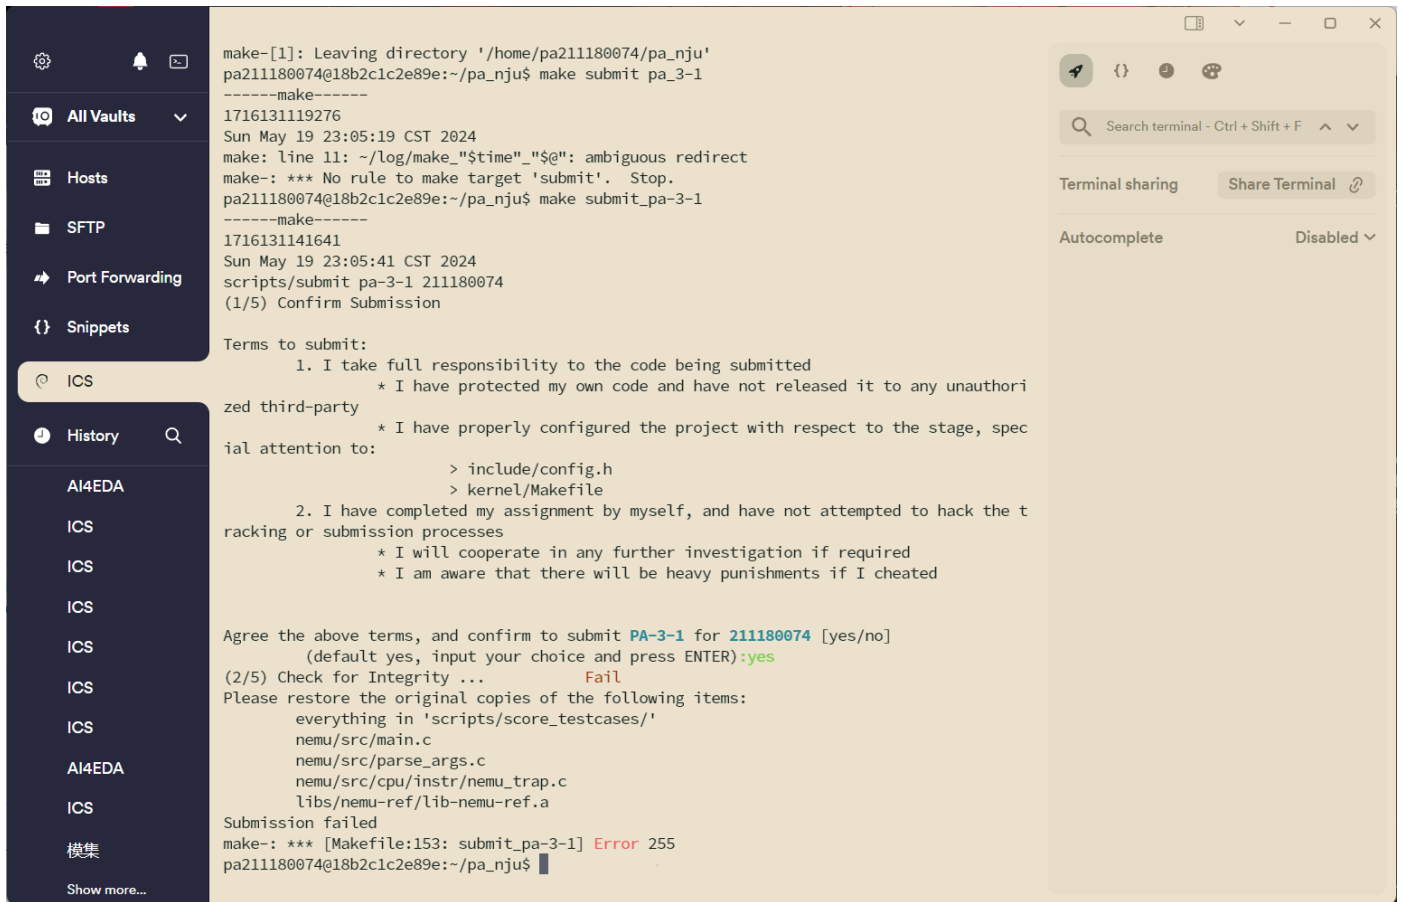 All Vaults
Hosts
SFTP
Port Forwarding
Snippets
ICS
History
AI4EDA
ICS
ICS
ICS
ICS
ICS
ICS
AI4EDA
ICS
模集
Show more...
make-[1]: Leaving directory '/home/pa211180074/pa_nju'
pa211180074@18b2c1c2e89e:~/pa_nju$ make submit pa_3-1
------make------
1716131119276
Sun May 19 23:05:19 CST 2024
make: line 11: ~/log/make_"$time"_"$@": ambiguous redirect
make-: *** No rule to make target 'submit'.  Stop.
pa211180074@18b2c1c2e89e:~/pa_nju$ make submit_pa-3-1
------make------
1716131141641
Sun May 19 23:05:41 CST 2024
scripts/submit pa-3-1 211180074
(1/5) Confirm Submission
Terms to submit:
1. I take full responsibility to the code being submitted
* I have protected my own code and have not released it to any unauthori
zed third-party
* I have properly configured the project with respect to the stage, spec
ial attention to:
> include/config.h
> kernel/Makefile
2. I have completed my assignment by myself, and have not attempted to hack the t
racking or submission processes
* I will cooperate in any further investigation if required
* I am aware that there will be heavy punishments if I cheated
Agree the above terms, and confirm to submit PA-3-1 for 211180074 [yes/no]
(default yes, input your choice and press ENTER):yes
(2/5) Check for Integrity ... Fail
Please restore the original copies of the following items:
everything in 'scripts/score_testcases/'
nemu/src/main.c
nemu/src/parse_args.c
nemu/src/cpu/instr/nemu_trap.c
libs/nemu-ref/lib-nemu-ref.a
Submission failed
make-: *** [Makefile:153: submit_pa-3-1] Error 255
pa211180074@18b2c1c2e89e:~/pa_nju$
Search terminal - Ctrl + Shift + F
Terminal sharing Share Terminal
Autocomplete Disabled